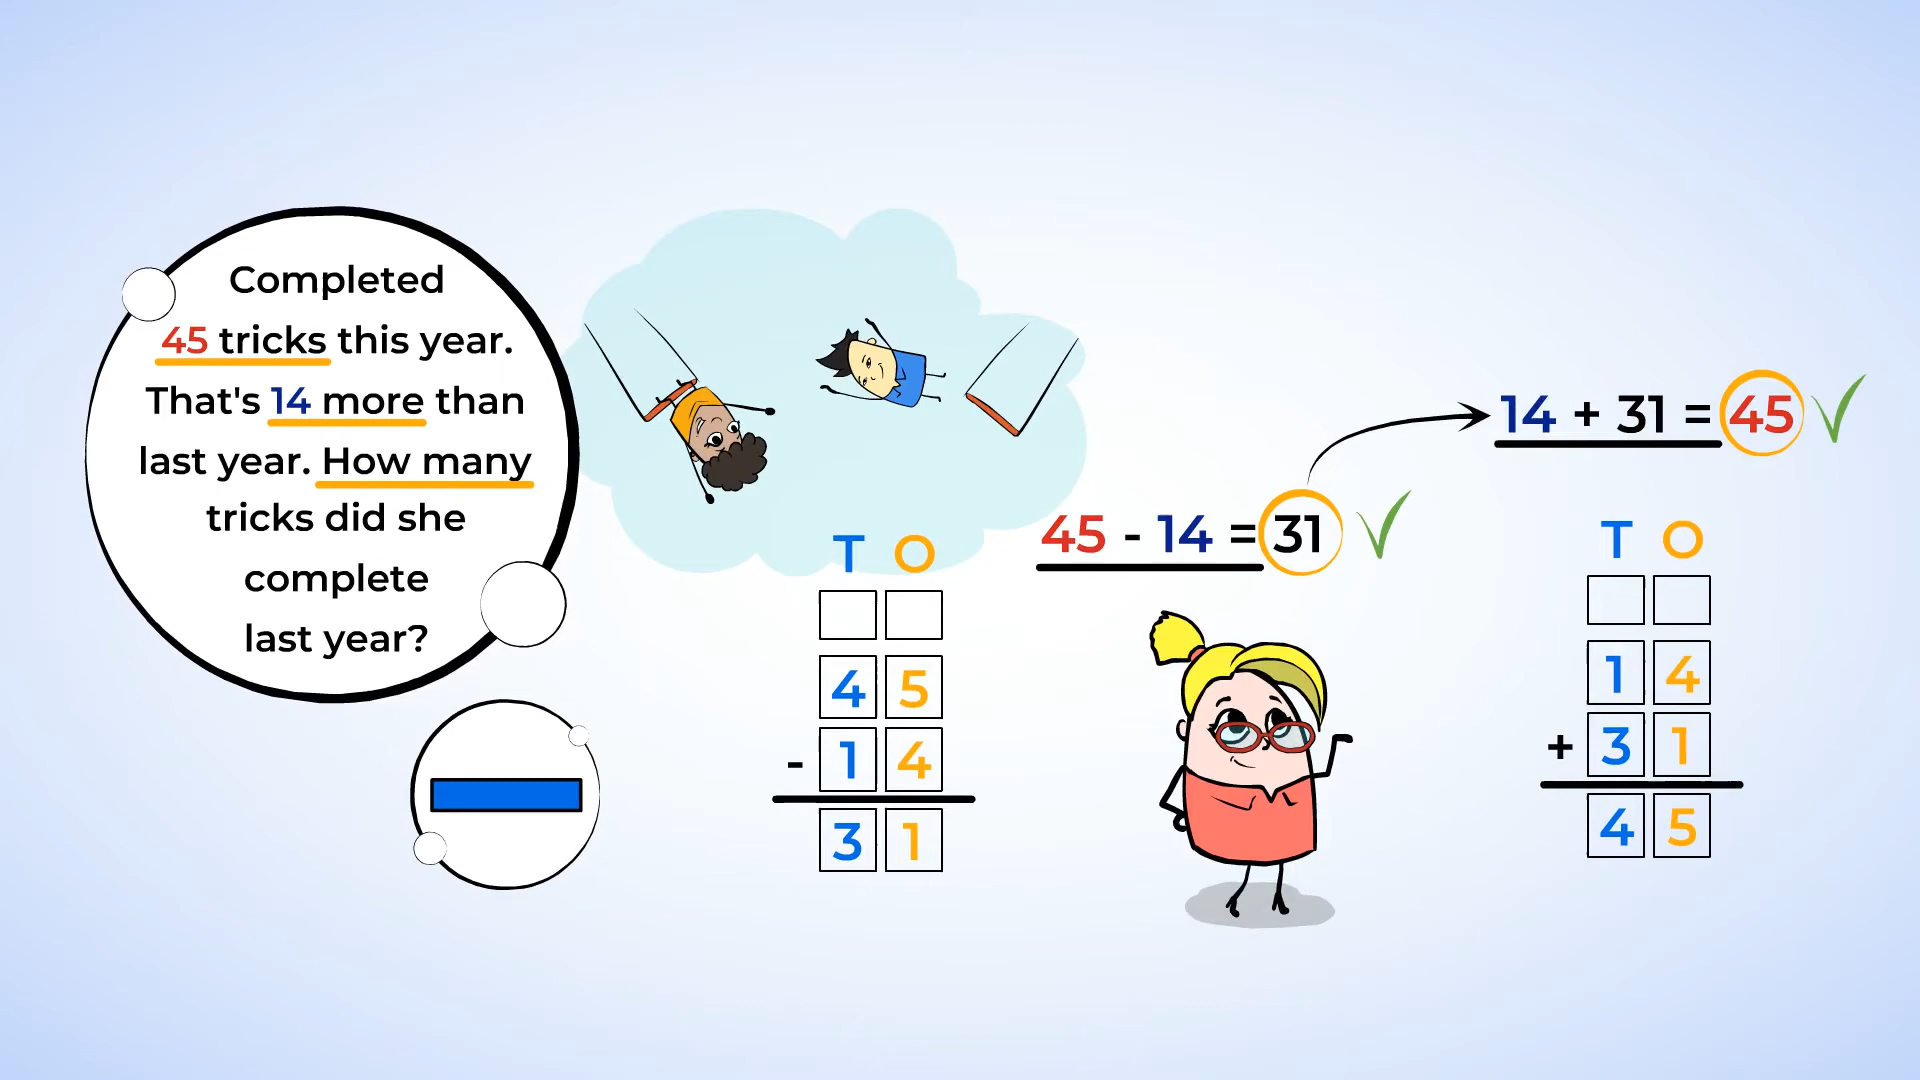 Completed
45 tricks this year.
That's 14 more than
last year. How many
tricks did she
complete
last year?
T O
4 5
- 1 4
3 1
45 - 14 = 31
14 + 31 = 45
T O
1 4
+ 3 1
4 5